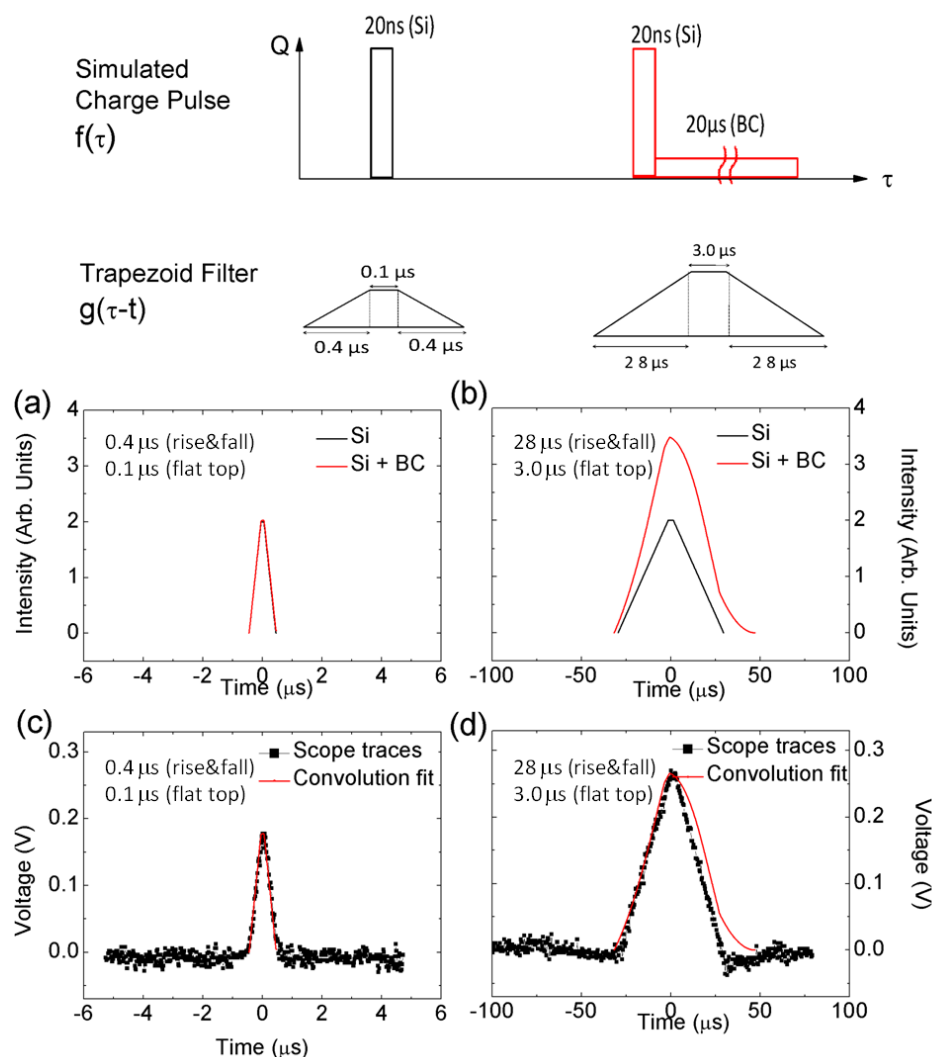 Simulated
Charge Pulse
f(τ)
Q
20ns (Si)
20ns (Si)
20μs (BC)
τ
Trapezoid Filter
g(τ-t)
0.1 μs
0.4 μs
0.4 μs
3.0 μs
2 8 μs
2 8 μs
(a)
0.4 μs (rise&fall)
0.1 μs (flat top)
Si
Si + BC
Intensity (Arb. Units)
4
3
2
1
0
-6
-4
-2
0
2
4
6
Time (μs)
(b)
28 μs (rise&fall)
3.0 μs (flat top)
Si
Si + BC
Intensity (Arb. Units)
4
3
2
1
0
-100
-50
0
50
100
Time (μs)
(c)
Scope traces
Convolution fit
0.4 μs (rise&fall)
0.1 μs (flat top)
Voltage (V)
0.3
0.2
0.1
0.0
-6
-4
-2
0
2
4
6
Time (μs)
(d)
Scope traces
Convolution fit
28 μs (rise&fall)
3.0 μs (flat top)
Voltage (V)
0.3
0.2
0.1
0.0
-100
-50
0
50
100
Time (μs)